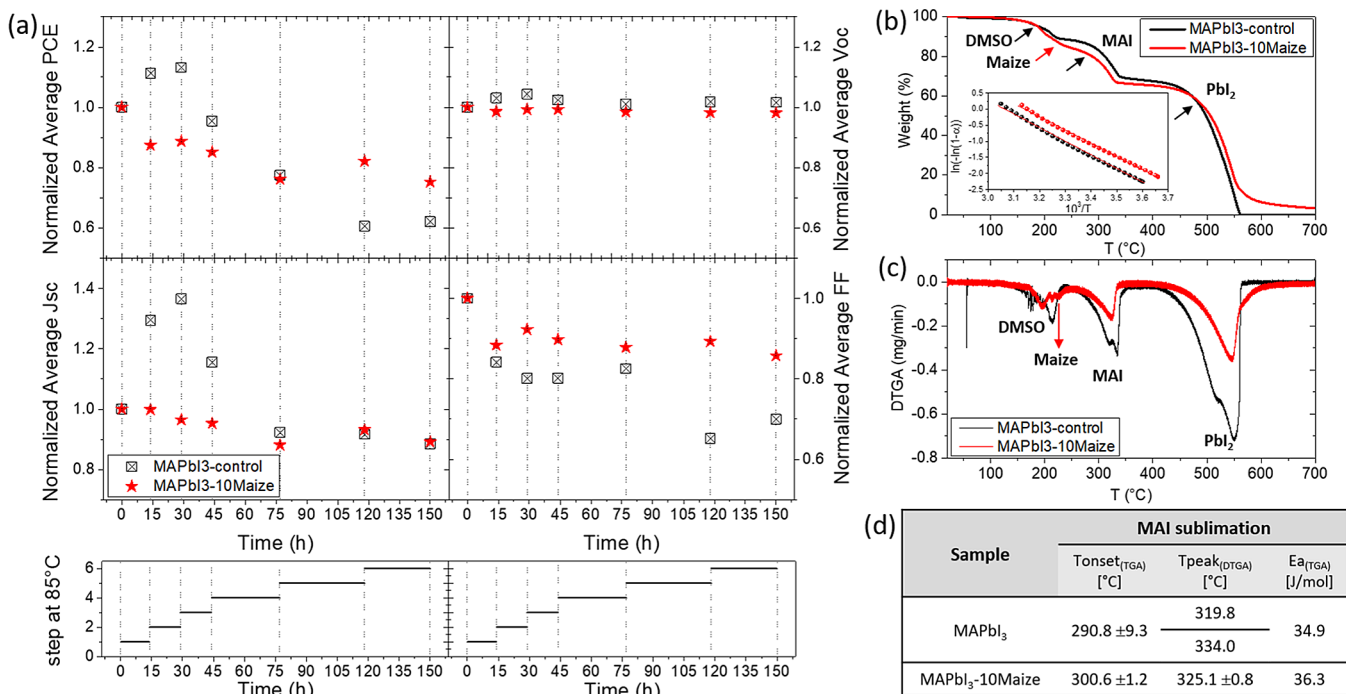 (a)
Normalized Average PCE
1.2
1.0
0.8
0.6
Normalized Average Voc
1.2
1.0
0.8
0.6
Normalized Average Jsc
1.4
1.2
1.0
0.8
Normalized Average FF
1.0
0.8
0.6
MAPbI3-control
MAPbI3-10Maize
0 15 30 45 60 75 90 105 120 135 150
Time (h)
0 15 30 45 60 75 90 105 120 135 150
Time (h)
step at 85°C
6
4
2
0
0 15 30 45 60 75 90 105 120 135 150
Time (h)
0 15 30 45 60 75 90 105 120 135 150
Time (h)
(b)
Weight (%)
100
80
60
40
20
0
DMSO
Maize
MAI
PbI2
MAPbI3-control
MAPbI3-10Maize
ln(-ln(1-α))
0.5
0.0
-0.5
-1.0
-1.5
-2.0
-2.5
3.0 3.1 3.2 3.3 3.4 3.5 3.6 3.7
10³/T
100 200 300 400 500 600 700
T (°C)
(c)
DTGA (mg/min)
0.0
-0.2
-0.4
-0.6
-0.8
DMSO
Maize
MAI
PbI2
MAPbI3-control
MAPbI3-10Maize
100 200 300 400 500 600 700
T (°C)
(d)
Sample
MAI sublimation
Tonset(TGA) [°C]
Tpeak(DTGA) [°C]
Ea(TGA) [J/mol]
MAPbI3
290.8 ±9.3
319.8
334.0
34.9
MAPbI3-10Maize 300.6 ±1.2 325.1 ±0.8 36.3